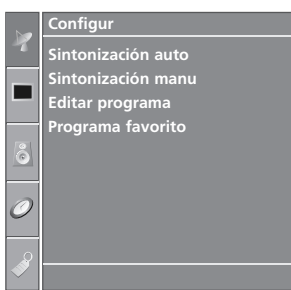 Configur
Sintonización auto
Sintonización manu
Editar programa
Programa favorito